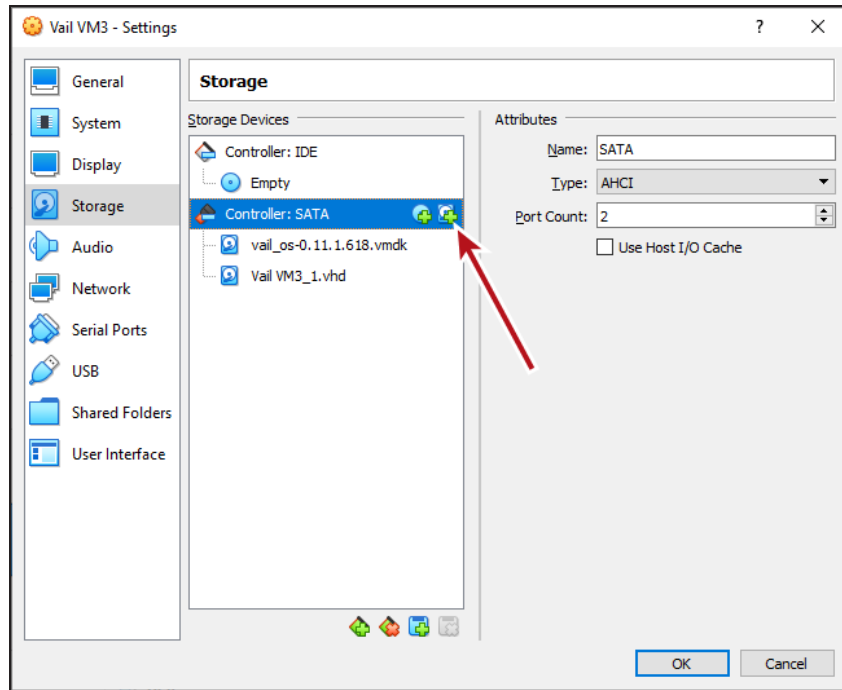 Vail VM3 - Settings
?
General
System
Display
Storage
Audio
Network
Serial Ports
USB
Shared Folders
User Interface
Storage
Storage Devices
Controller: IDE
Empty
Controller: SATA
vail_os-0.11.1.618.vmdk
Vail VM3_1.vhd
Attributes
Name: SATA
Type: AHCI
Port Count: 2
Use Host I/O Cache
OK
Cancel